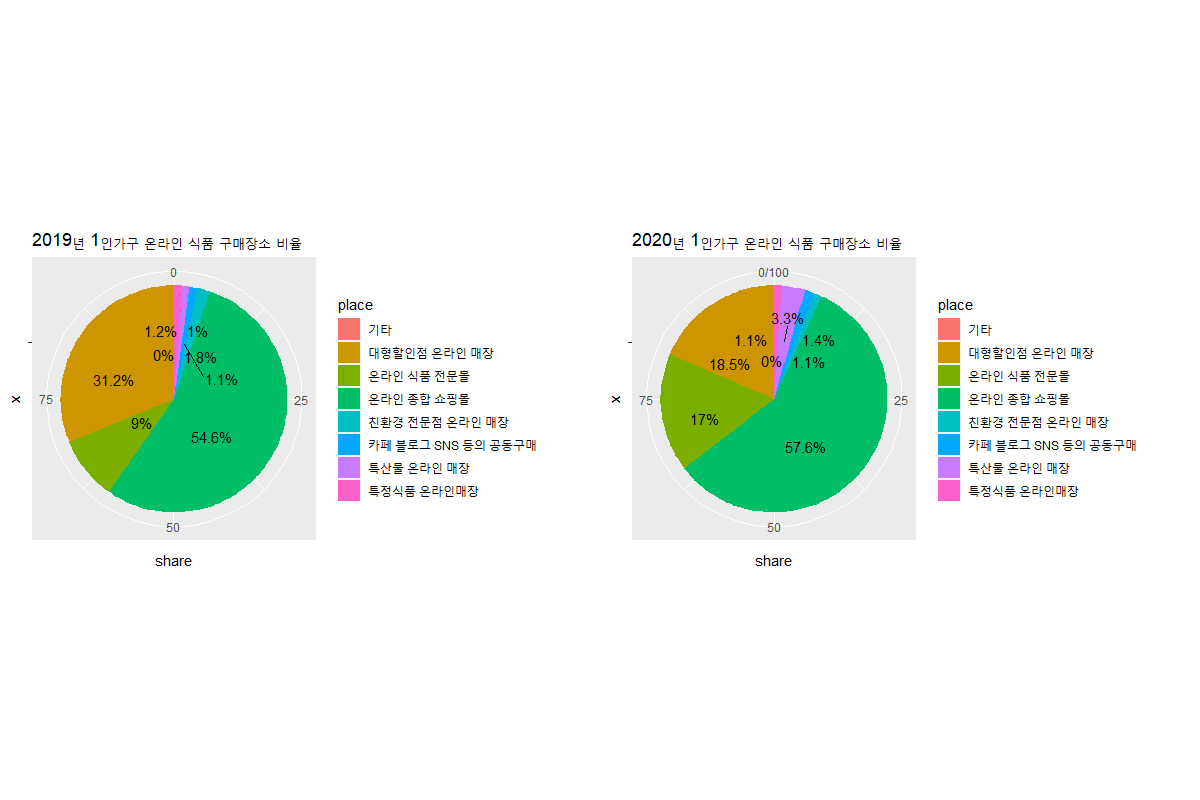 2019년 1인가구 온라인 식품 구매장소 비율
0
25
50
75
1.2%
1%
0%
1.8%
1.1%
31.2%
9%
54.6%
x
share
place
기타
대형할인점 온라인 매장
온라인 식품 전문몰
온라인 종합 쇼핑몰
친환경 전문점 온라인 매장
카페 블로그 SNS 등의 공동구매
특산물 온라인 매장
특정식품 온라인매장
2020년 1인가구 온라인 식품 구매장소 비율
0/100
25
50
75
3.3%
1.1%
1.4%
0%
1.1%
18.5%
17%
57.6%
x
share
place
기타
대형할인점 온라인 매장
온라인 식품 전문몰
온라인 종합 쇼핑몰
친환경 전문점 온라인 매장
카페 블로그 SNS 등의 공동구매
특산물 온라인 매장
특정식품 온라인매장